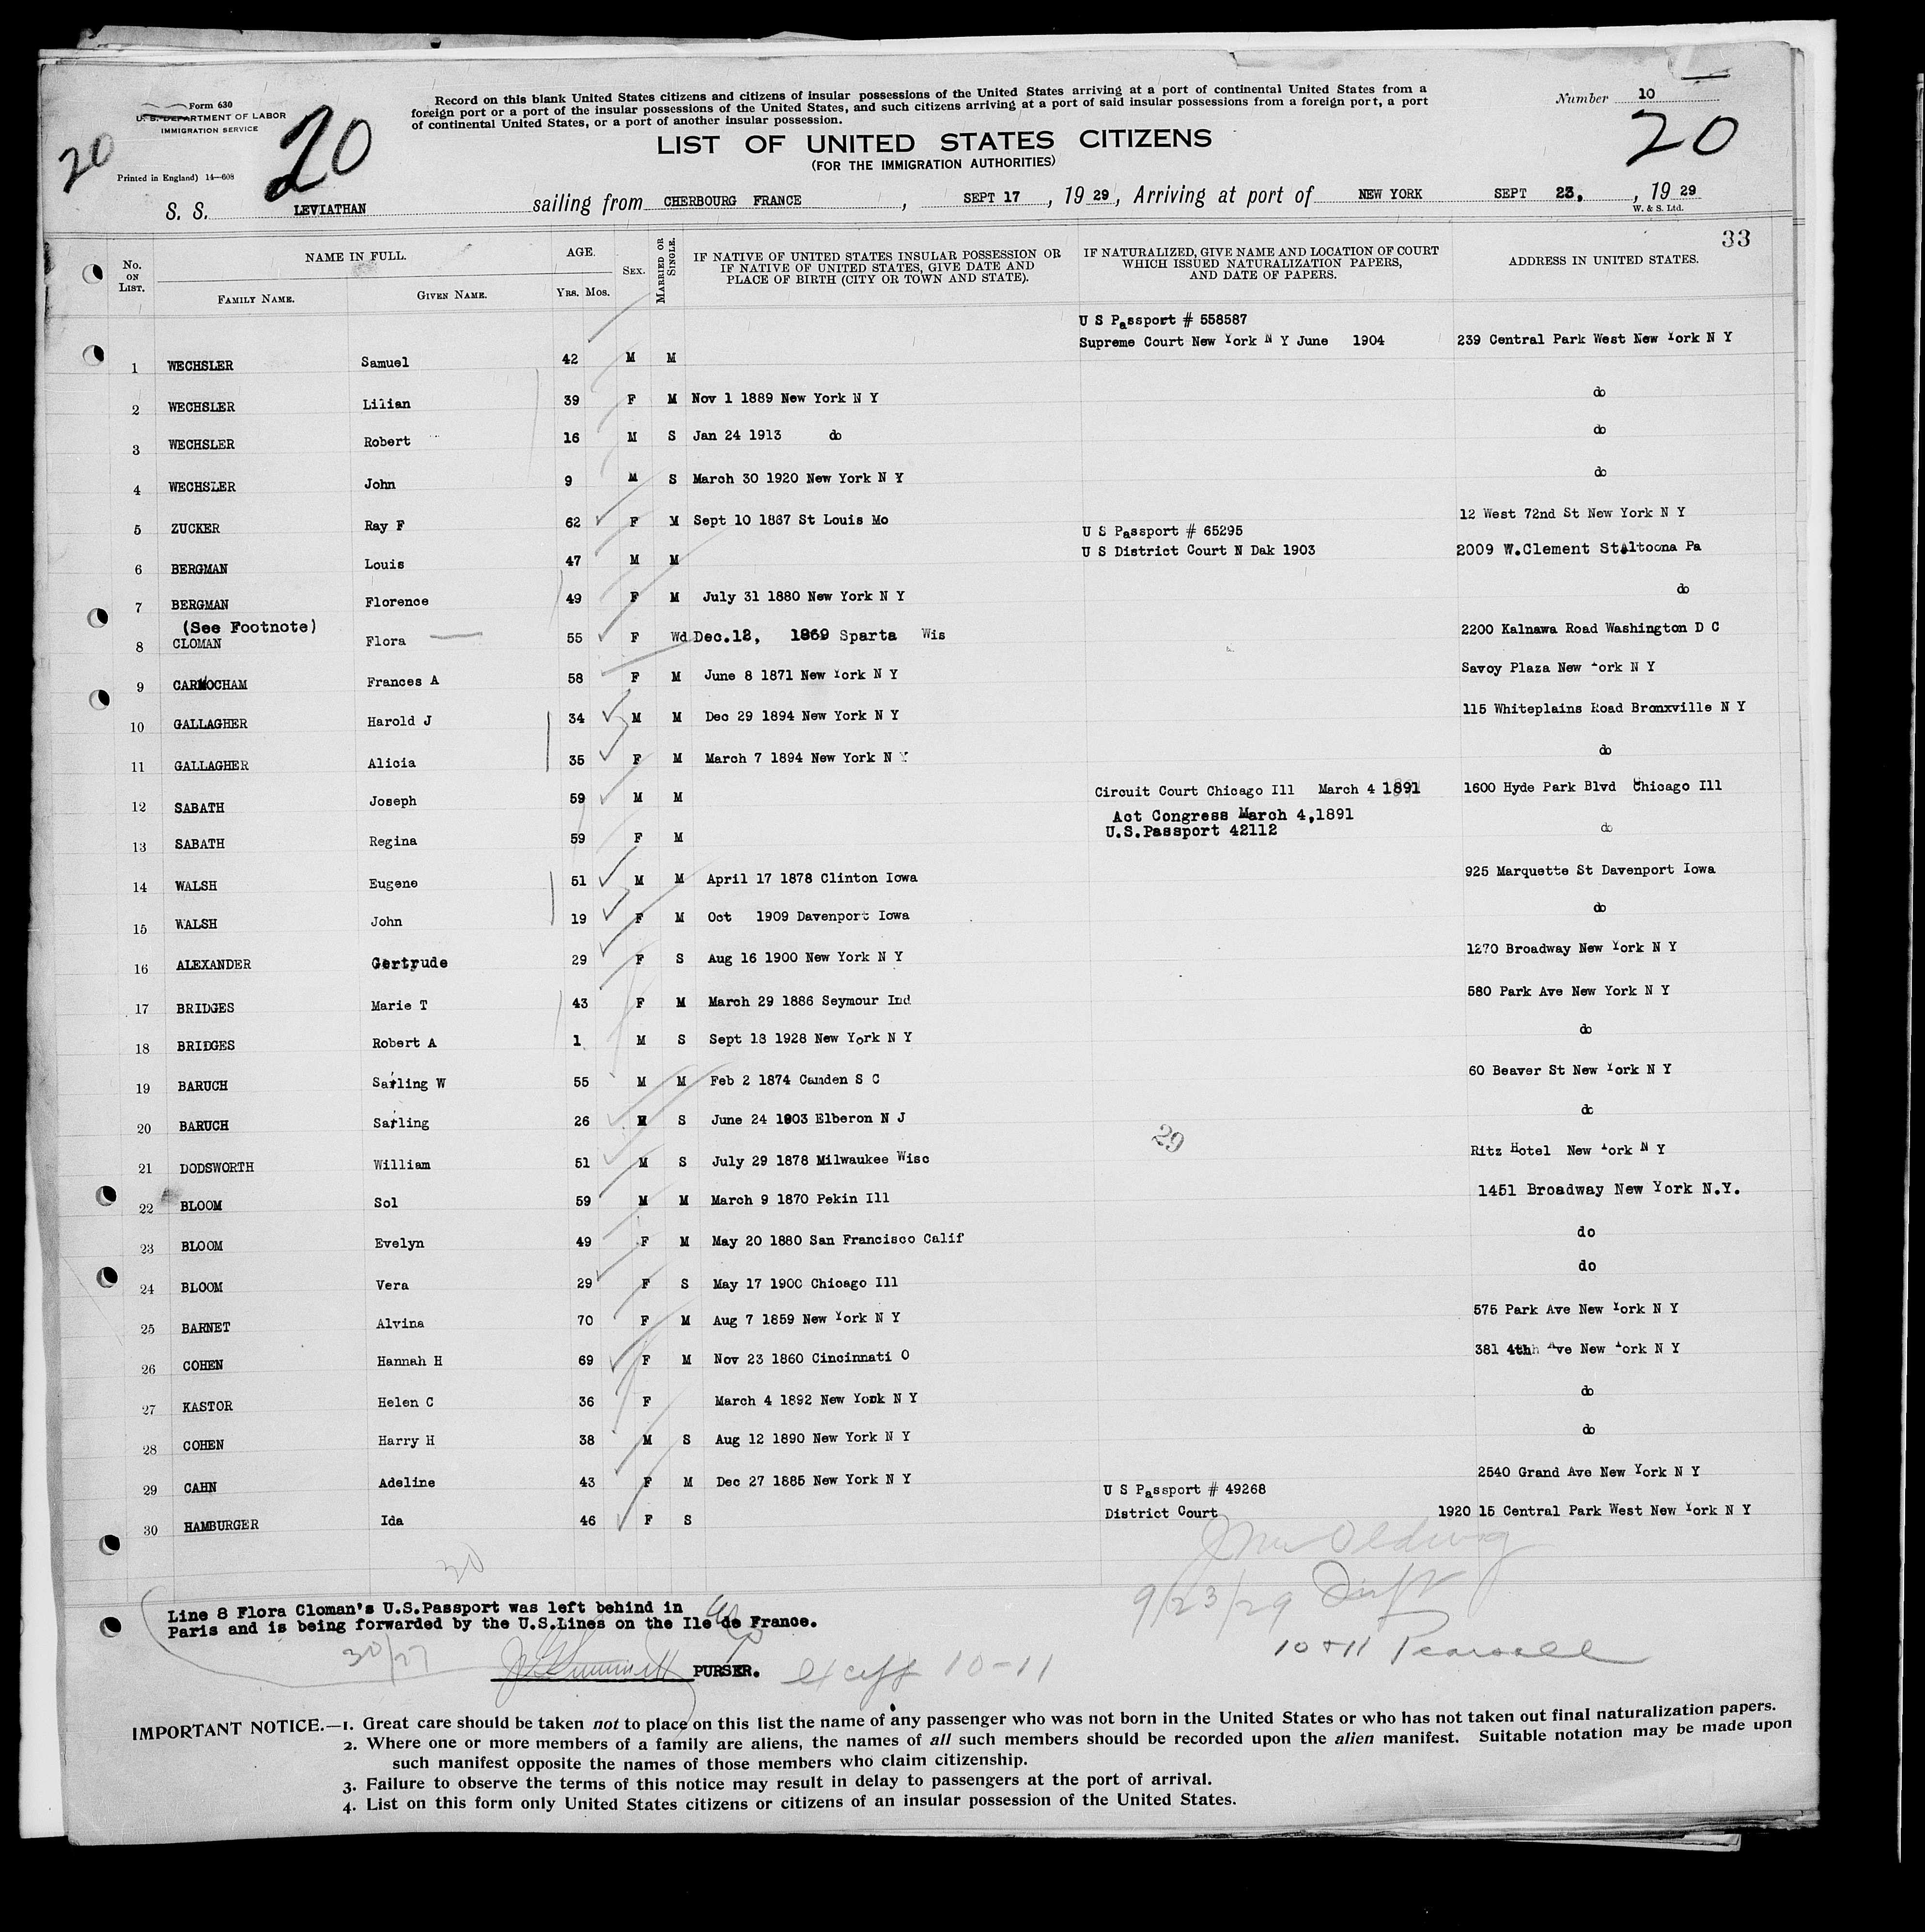 Form 630
U. S. DEPARTMENT OF LABOR
IMMIGRATION SERVICE
Printed in England) 14—608
20
20
Record on this blank United States citizens and citizens of insular possessions of the United States arriving at a port of continental United States from a
foreign port or a port of the insular possessions of the United States, and such citizens arriving at a port of said insular possessions from a foreign port, a port
of continental United States, or a port of another insular possession.
Number 10
20
LIST OF UNITED STATES CITIZENS
(FOR THE IMMIGRATION AUTHORITIES)
S. S. LEVIATHAN sailing from CHERBOURG FRANCE, SEPT 17, 19 29, Arriving at port of NEW YORK SEPT 23, , 19 29
W. & S. Ltd.
33
No. ON LIST. NAME IN FULL. AGE. SEX. MARRIED OR SINGLE. IF NATIVE OF UNITED STATES INSULAR POSSESSION OR IF NATIVE OF UNITED STATES, GIVE DATE AND PLACE OF BIRTH (CITY OR TOWN AND STATE). IF NATURALIZED, GIVE NAME AND LOCATION OF COURT WHICH ISSUED NATURALIZATION PAPERS, AND DATE OF PAPERS. ADDRESS IN UNITED STATES.
FAMILY NAME. GIVEN NAME. Yrs. Mos.
U S Passport # 558587
1 WECHSLER Samuel 42 M M Supreme Court New York N Y June 1904 239 Central Park West New York N Y
2 WECHSLER Lilian 39 F M Nov 1 1889 New York N Y do
3 WECHSLER Robert 16 M S Jan 24 1913 do do
4 WECHSLER John 9 M S March 30 1920 New York N Y do
5 ZUCKER Ray F 62 F M Sept 10 1867 St Louis Mo 12 West 72nd St New York N Y
U S Passport # 65295
6 BERGMAN Louis 47 M M U S District Court N Dak 1903 2009 W.Clement St Altoona Pa
7 BERGMAN Florence 49 F M July 31 1880 New York N Y do
(See Footnote)
8 CLOMAN Flora 55 F Wd Dec.12, 1869 Sparta Wis 2200 Kalnawa Road Washington D C
9 CARNOCHAM Frances A 58 F M June 8 1871 New York N Y Savoy Plaza New York N Y
10 GALLAGHER Harold J 34 M M Dec 29 1894 New York N Y 115 Whiteplains Road Bronxville N Y
11 GALLAGHER Alicia 35 F M March 7 1894 New York N Y do
12 SABATH Joseph 59 M M Circuit Court Chicago Ill March 4 1891 1600 Hyde Park Blvd Chicago Ill
Act Congress March 4,1891
13 SABATH Regina 59 F M U.S.Passport 42112 do
14 WALSH Eugene 51 M M April 17 1878 Clinton Iowa 925 Marquette St Davenport Iowa
15 WALSH John 19 F M Oct 1909 Davenport Iowa do
16 ALEXANDER Gertrude 29 F S Aug 16 1900 New York N Y 1270 Broadway New York N Y
17 BRIDGES Marie T 43 F M March 29 1886 Seymour Ind 580 Park Ave New York N Y
18 BRIDGES Robert A 1 M S Sept 13 1928 New York N Y do
19 BARUCH Sailing W 55 M M Feb 2 1874 Camden S C 60 Beaver St New York N Y
20 BARUCH Sailing 26 M S June 24 1903 Elberon N J do
29
21 DODSWORTH William 51 M S July 29 1878 Milwaukee Wisc Ritz Hotel New York N Y
22 BLOOM Sol 59 M M March 9 1870 Pekin Ill 1451 Broadway New York N.Y.
23 BLOOM Evelyn 49 F M May 20 1880 San Francisco Calif do
24 BLOOM Vera 29 F S May 17 1900 Chicago Ill do
25 BARNET Alvina 70 F M Aug 7 1859 New York N Y 575 Park Ave New York N Y
26 COHEN Hannah H 69 F M Nov 23 1860 Cincinnati O 381 4th Ave New York N Y
27 KASTOR Helen C 36 F March 4 1892 New York N Y do
28 COHEN Harry H 38 M S Aug 12 1890 New York N Y do
29 CAHN Adeline 43 F M Dec 27 1885 New York N Y 2540 Grand Ave New York N Y
U S Passport # 49268
30 HAMBURGER Ida 46 F S District Court 1920 15 Central Park West New York N Y
30
9/23/29
Line 8 Flora Cloman's U.S.Passport was left behind in
Paris and is being forwarded by the U.S.Lines on the Ile de France.
10 + 11 Pearsall
30/27
PURSER.
10-11
IMPORTANT NOTICE.—1. Great care should be taken not to place on this list the name of any passenger who was not born in the United States or who has not taken out final naturalization papers.
2. Where one or more members of a family are aliens, the names of all such members should be recorded upon the alien manifest. Suitable notation may be made upon
such manifest opposite the names of those members who claim citizenship.
3. Failure to observe the terms of this notice may result in delay to passengers at the port of arrival.
4. List on this form only United States citizens or citizens of an insular possession of the United States.